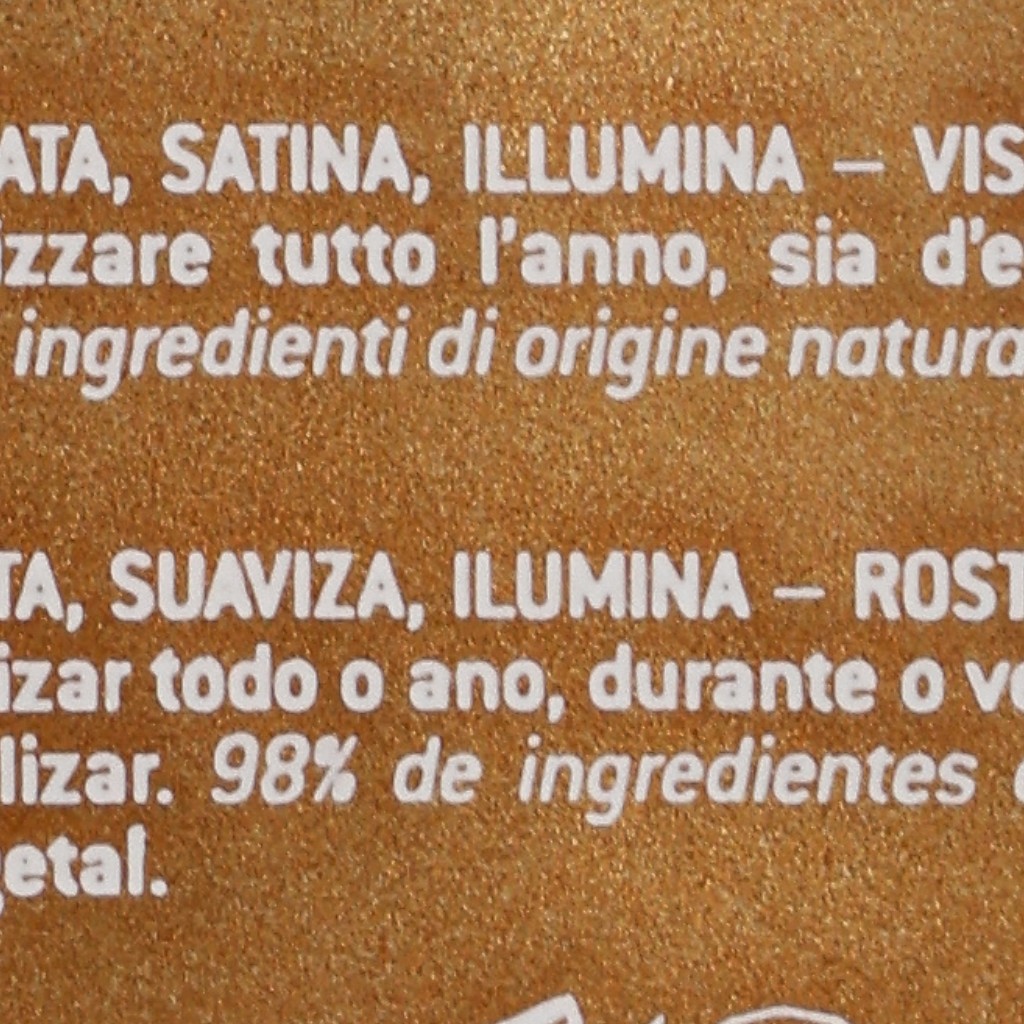 ATA, SATINA, ILLUMINA – VIS
izzare tutto l'anno, sia d'e
ingredienti di origine natura
TA, SUAVIZA, ILUMINA – ROST
izar todo o ano, durante o ve
lizar. 98% de ingredientes
getal.